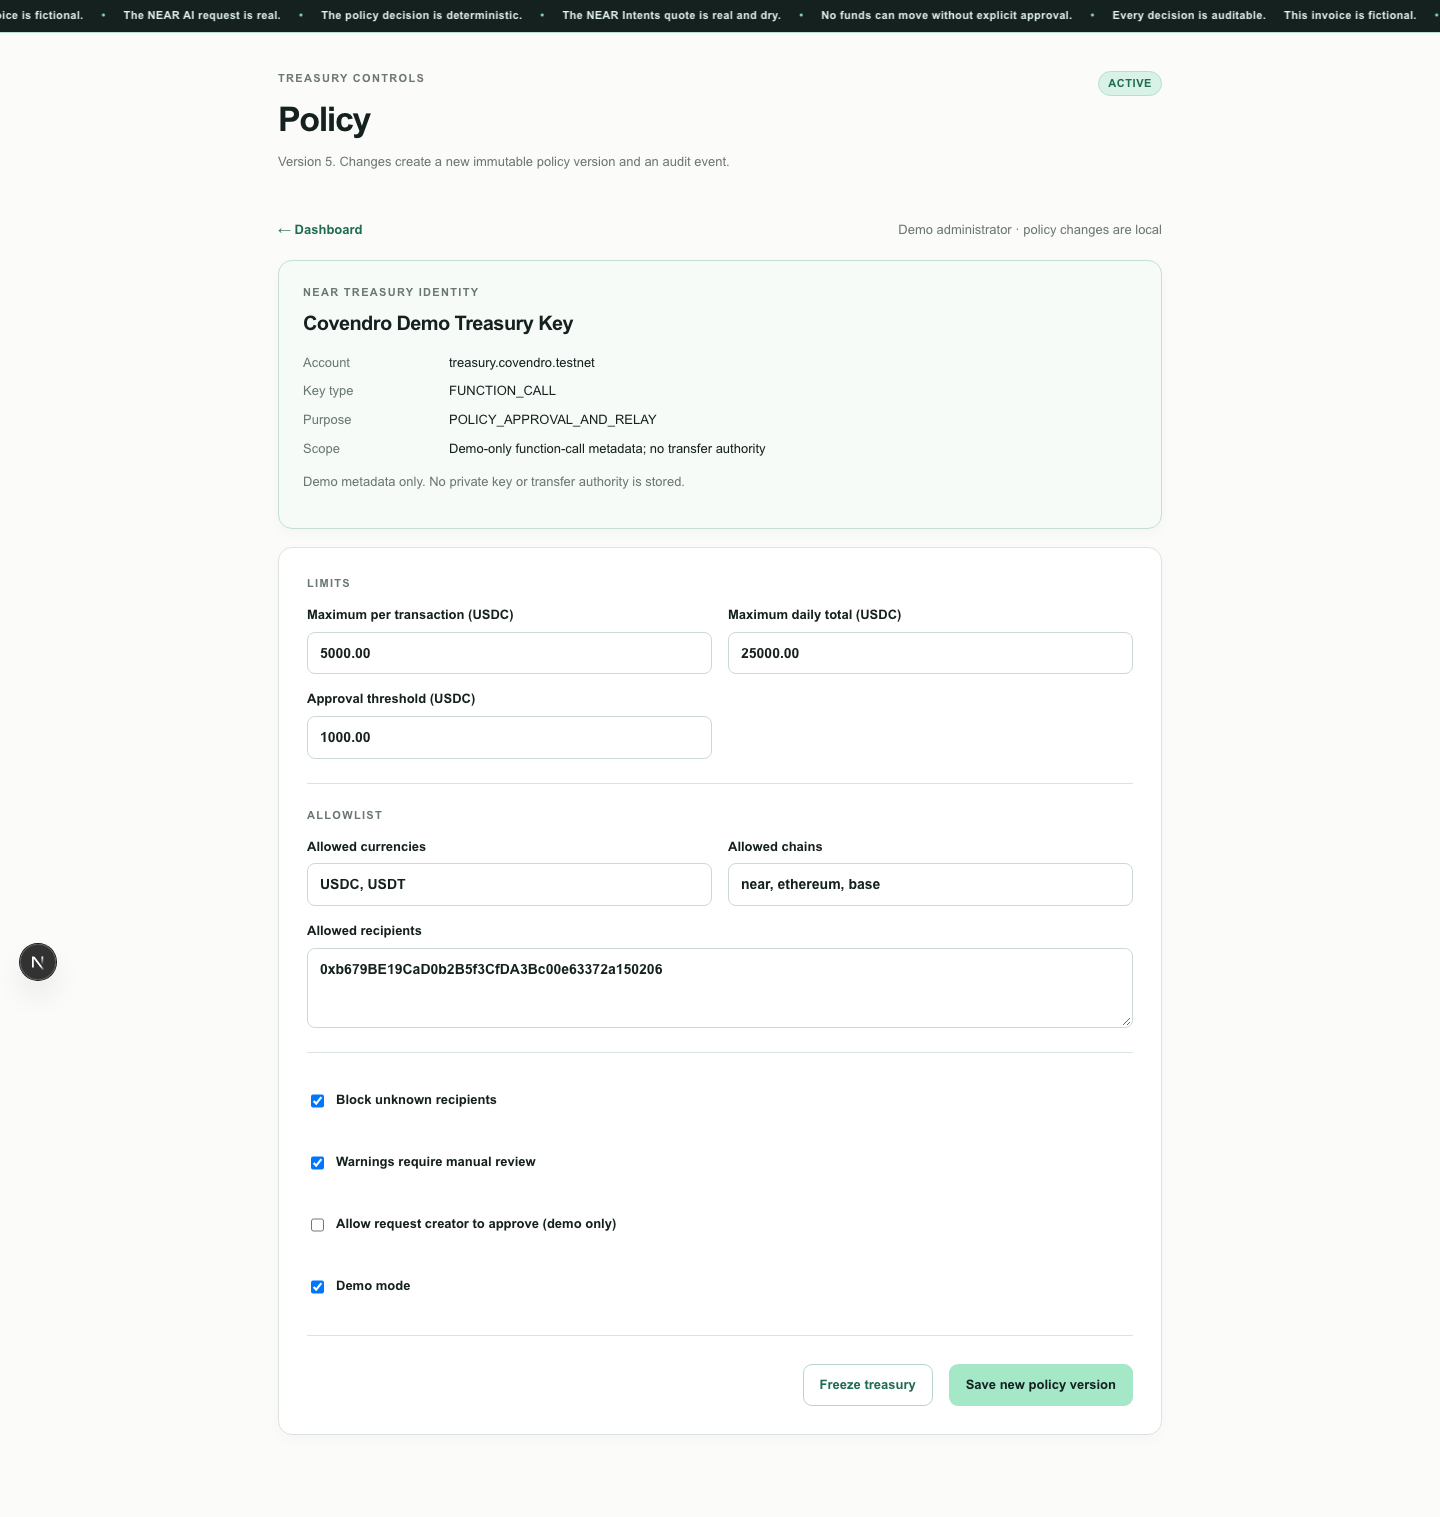 ice is fictional. • The NEAR AI request is real. • The policy decision is deterministic. • The NEAR Intents quote is real and dry. • No funds can move without explicit approval. • Every decision is auditable. This invoice is fictional. •
TREASURY CONTROLS
ACTIVE
Policy
Version 5. Changes create a new immutable policy version and an audit event.
← Dashboard
Demo administrator · policy changes are local
NEAR TREASURY IDENTITY
Covendro Demo Treasury Key
Account treasury.covendro.testnet
Key type FUNCTION_CALL
Purpose POLICY_APPROVAL_AND_RELAY
Scope Demo-only function-call metadata; no transfer authority
Demo metadata only. No private key or transfer authority is stored.
LIMITS
Maximum per transaction (USDC) Maximum daily total (USDC)
5000.00 25000.00
Approval threshold (USDC)
1000.00
ALLOWLIST
Allowed currencies Allowed chains
USDC, USDT near, ethereum, base
Allowed recipients
0xb679BE19CaD0b2B5f3CfDA3Bc00e63372a150206
Block unknown recipients
Warnings require manual review
Allow request creator to approve (demo only)
Demo mode
Freeze treasury Save new policy version
N